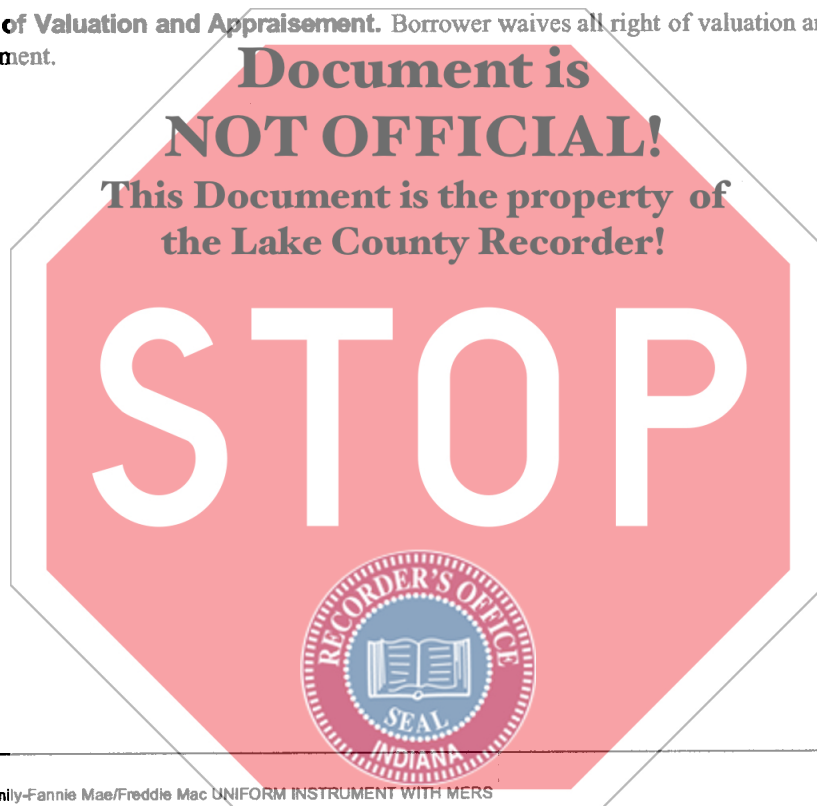 of Valuation and Appraisement. Borrower waives all right of valuation
ment.
Document is
NOT OFFICIAL!
This Document is the property of
the Lake County Recorder!
STOP
RECORDER'S OFFICE
SEAL
INDIANA
nily-Fannie Mae/Freddie Mac UNIFORM INSTRUMENT WITH MERS